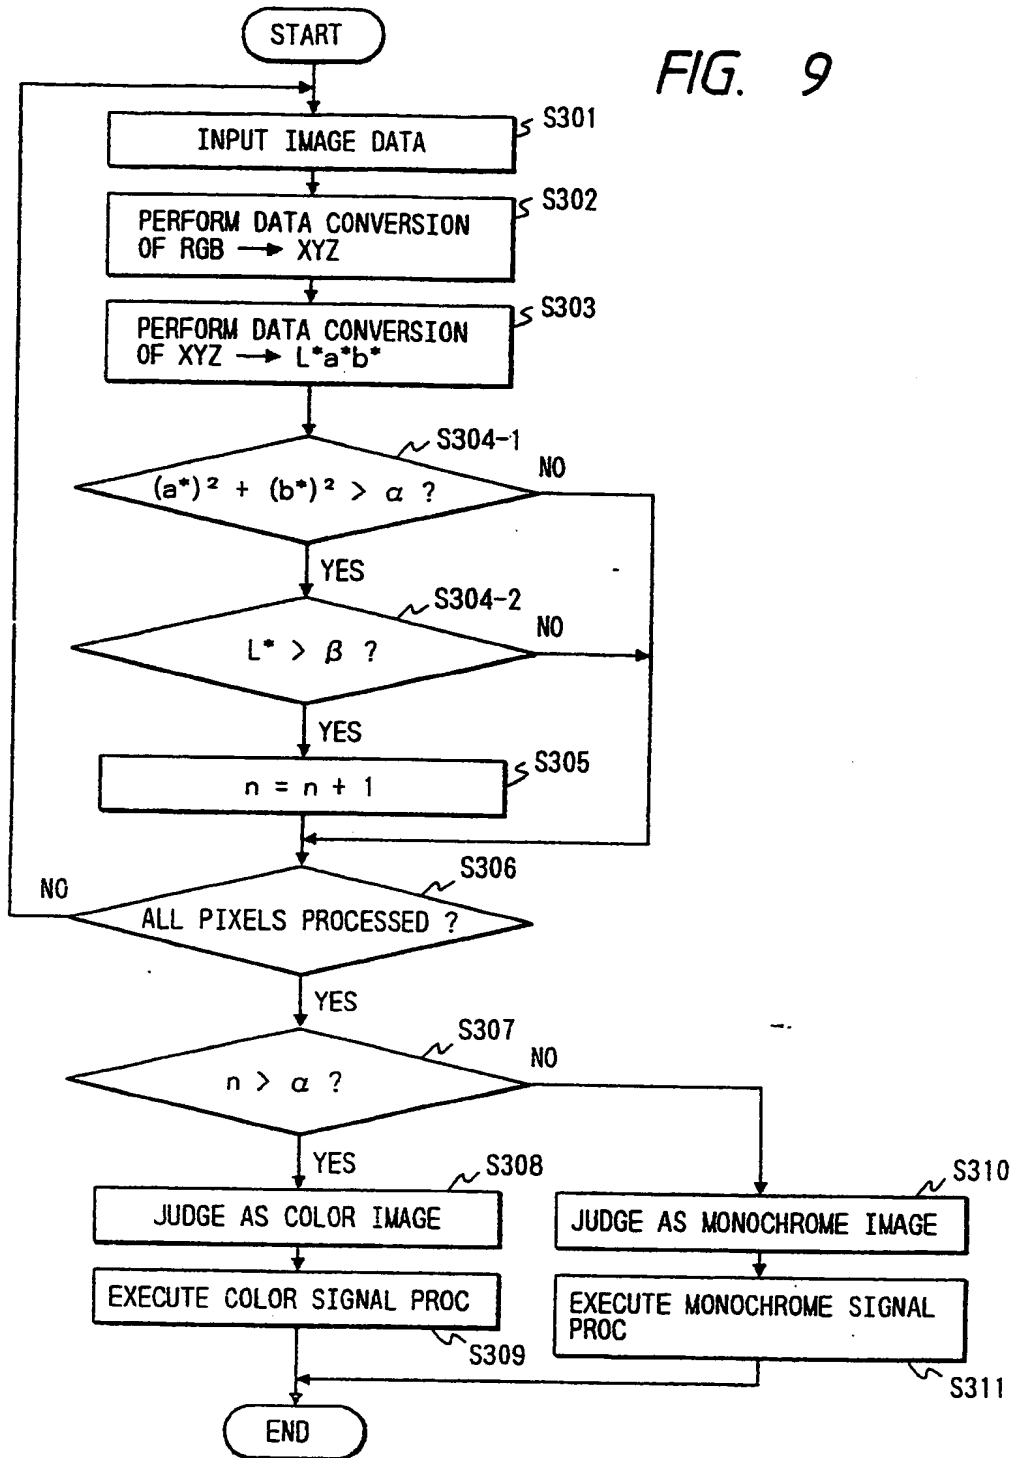 START
FIG. 9
S301
INPUT IMAGE DATA
S302
PERFORM DATA CONVERSION
OF RGB → XYZ
S303
PERFORM DATA CONVERSION
OF XYZ → L*a*b*
S304-1
(a*)² + (b*)² > α ?
NO
YES
S304-2
L* > β ?
NO
YES
S305
n = n + 1
S306
NO
ALL PIXELS PROCESSED ?
YES
S307
n > α ?
NO
YES
S308
JUDGE AS COLOR IMAGE
S310
JUDGE AS MONOCHROME IMAGE
EXECUTE COLOR SIGNAL PROC
S309
EXECUTE MONOCHROME SIGNAL
PROC
S311
END